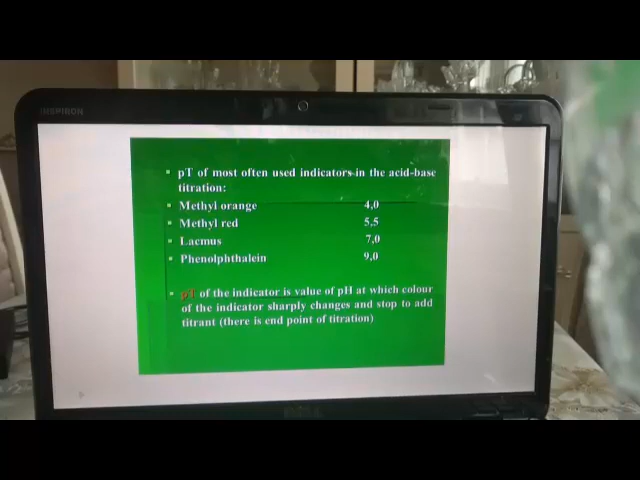 INSPIRON
pT of most often used indicators-in the acid-base
titration:
Methyl orange 4,0
Methyl red 5,5
Lacmus 7,0
Phenolphthalein 9,0
pT of the indicator is value of pH at which colour
of the indicator sharply changes and stop to add
titrant (there is end point of titration)
DELL